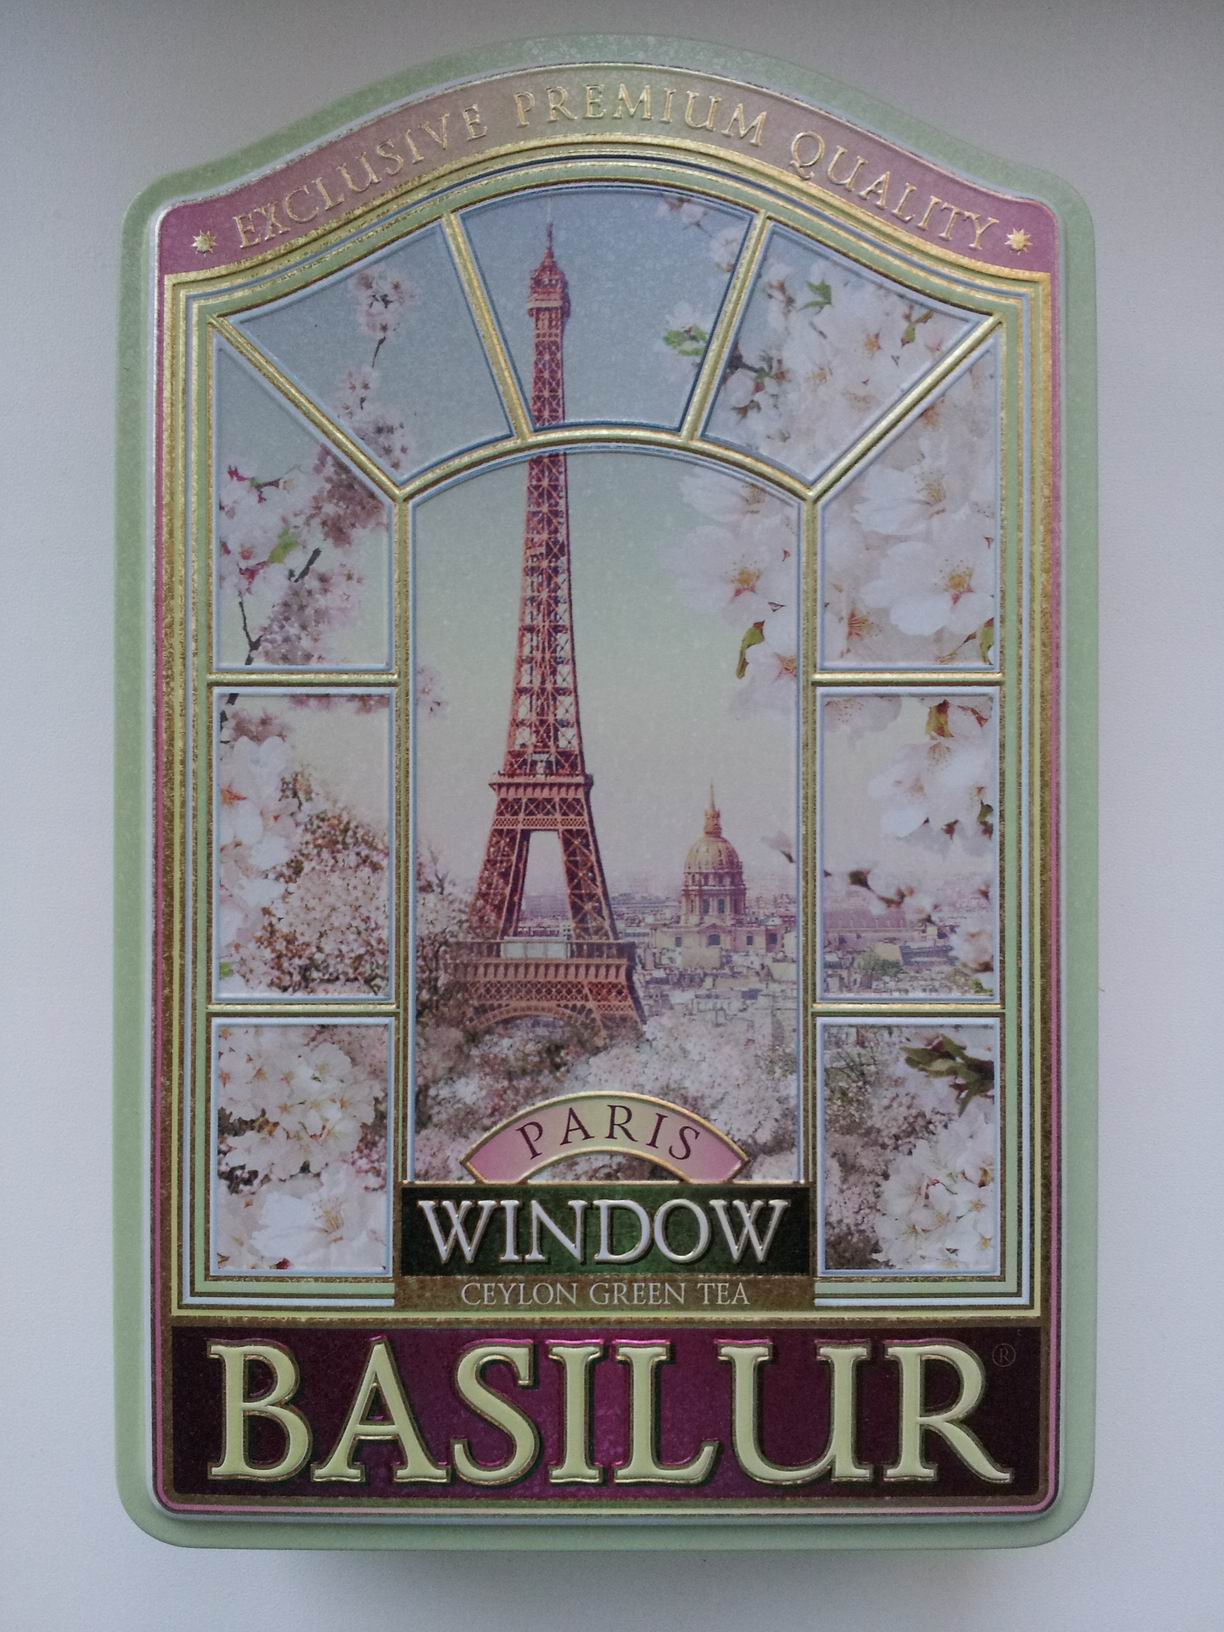 EXCLUSIVE PREMIUM QUALITY
PARIS
WINDOW
CEYLON GREEN TEA
BASILUR®